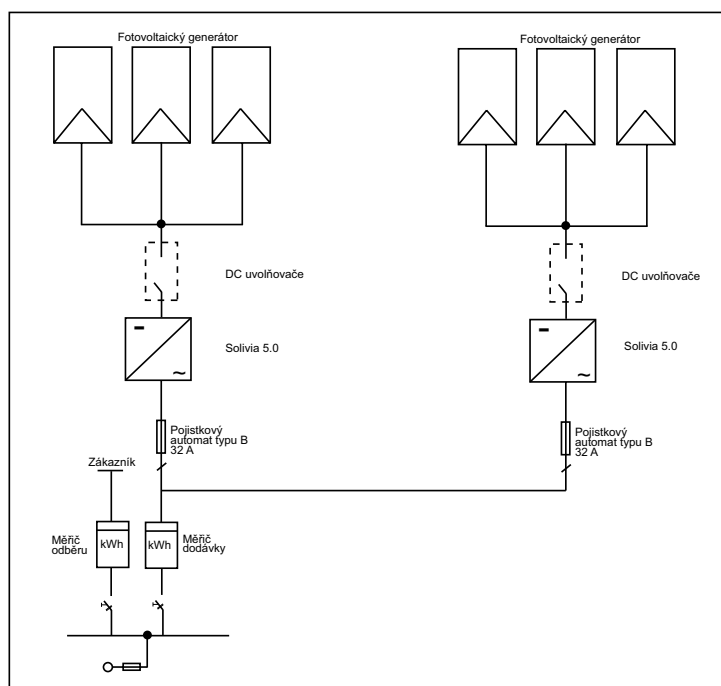 Fotovoltaický generátor
Fotovoltaický generátor
DC uvolňovače
DC uvolňovače
Solivia 5.0
Solivia 5.0
Pojistkový
automat typu B
32 A
Pojistkový
automat typu B
32 A
Zákazník
Měřič
odběru
kWh
kWh
Měřič
dodávky